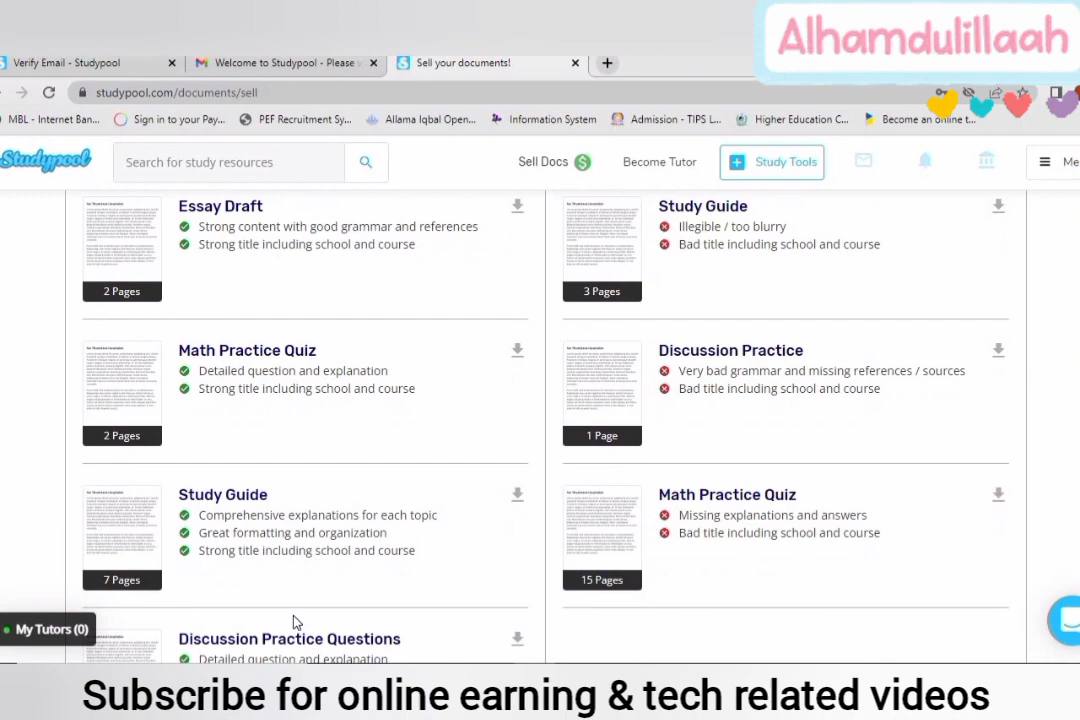 Alhamdulillaah
Verify Email - Studypool
Welcome to Studypool - Please
Sell your documents!
studypool.com/documents/sell
MBL - Internet Ban...
Sign in to your Pay...
PEF Recruitment Sy...
Allama Iqbal Open...
Information System
Admission - TIPS L...
Higher Education C...
Become an online t...
Studypool
Search for study resources
Sell Docs
Become Tutor
Study Tools
Me
Essay Draft
Strong content with good grammar and references
Strong title including school and course
2 Pages
Study Guide
Illegible / too blurry
Bad title including school and course
3 Pages
Math Practice Quiz
Detailed question and explanation
Strong title including school and course
2 Pages
Discussion Practice
Very bad grammar and missing references / sources
Bad title including school and course
1 Page
Study Guide
Comprehensive explanations for each topic
Great formatting and organization
Strong title including school and course
7 Pages
Math Practice Quiz
Missing explanations and answers
Bad title including school and course
15 Pages
My Tutors (0)
Discussion Practice Questions
Detailed question and explanation
Subscribe for online earning & tech related videos